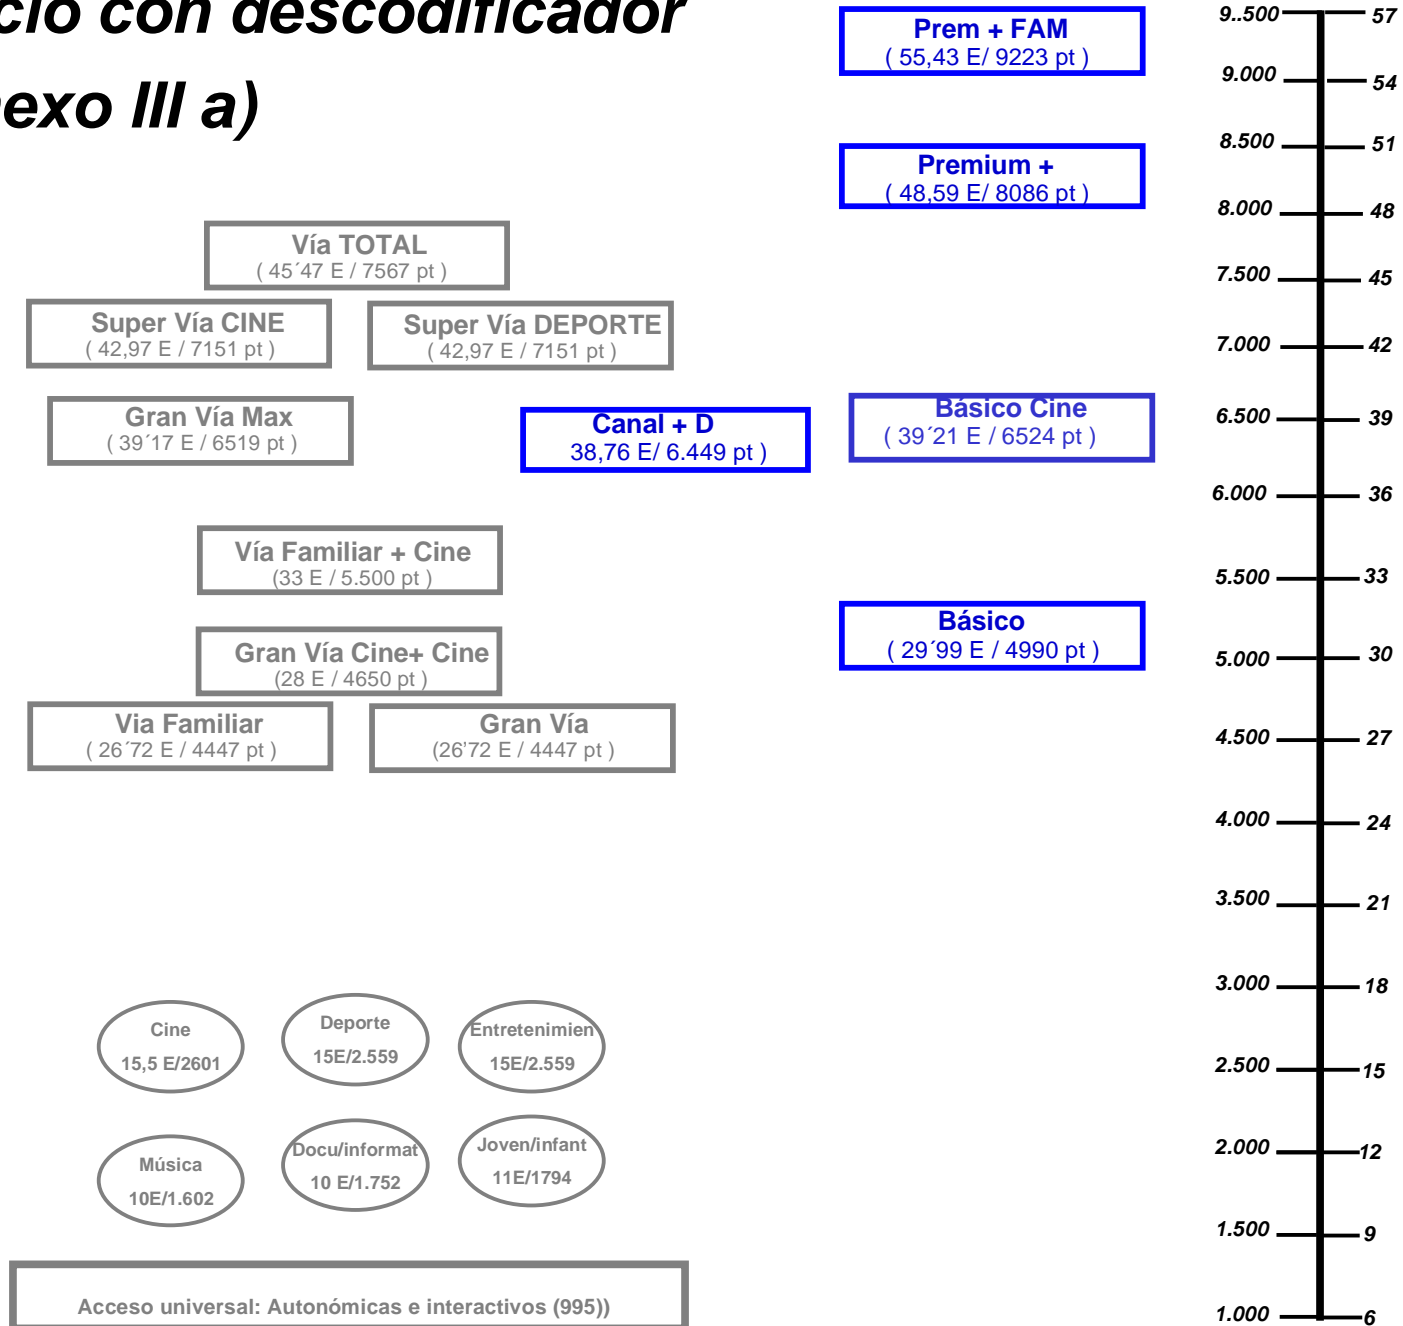 cio con descodificador
exo III a)
Prem + FAM
( 55,43 E/ 9223 pt )
Premium +
( 48,59 E/ 8086 pt )
Vía TOTAL
( 45´47 E / 7567 pt )
Super Vía CINE
( 42,97 E / 7151 pt )
Super Vía DEPORTE
( 42,97 E / 7151 pt )
Gran Vía Max
( 39´17 E / 6519 pt )
Canal + D
38,76 E/ 6.449 pt )
Básico Cine
( 39´21 E / 6524 pt )
Vía Familiar + Cine
(33 E / 5.500 pt )
Básico
( 29´99 E / 4990 pt )
Gran Vía Cine+ Cine
(28 E / 4650 pt )
Via Familiar
( 26´72 E / 4447 pt )
Gran Vía
(26’72 E / 4447 pt )
Cine
15,5 E/2601
Deporte
15E/2.559
Entretenimien
15E/2.559
Música
10E/1.602
Docu/informat
10 E/1.752
Joven/infant
11E/1794
Acceso universal: Autonómicas e interactivos (995))
9..500 57
9.000 54
8.500 51
8.000 48
7.500 45
7.000 42
6.500 39
6.000 36
5.500 33
5.000 30
4.500 27
4.000 24
3.500 21
3.000 18
2.500 15
2.000 12
1.500 9
1.000 6